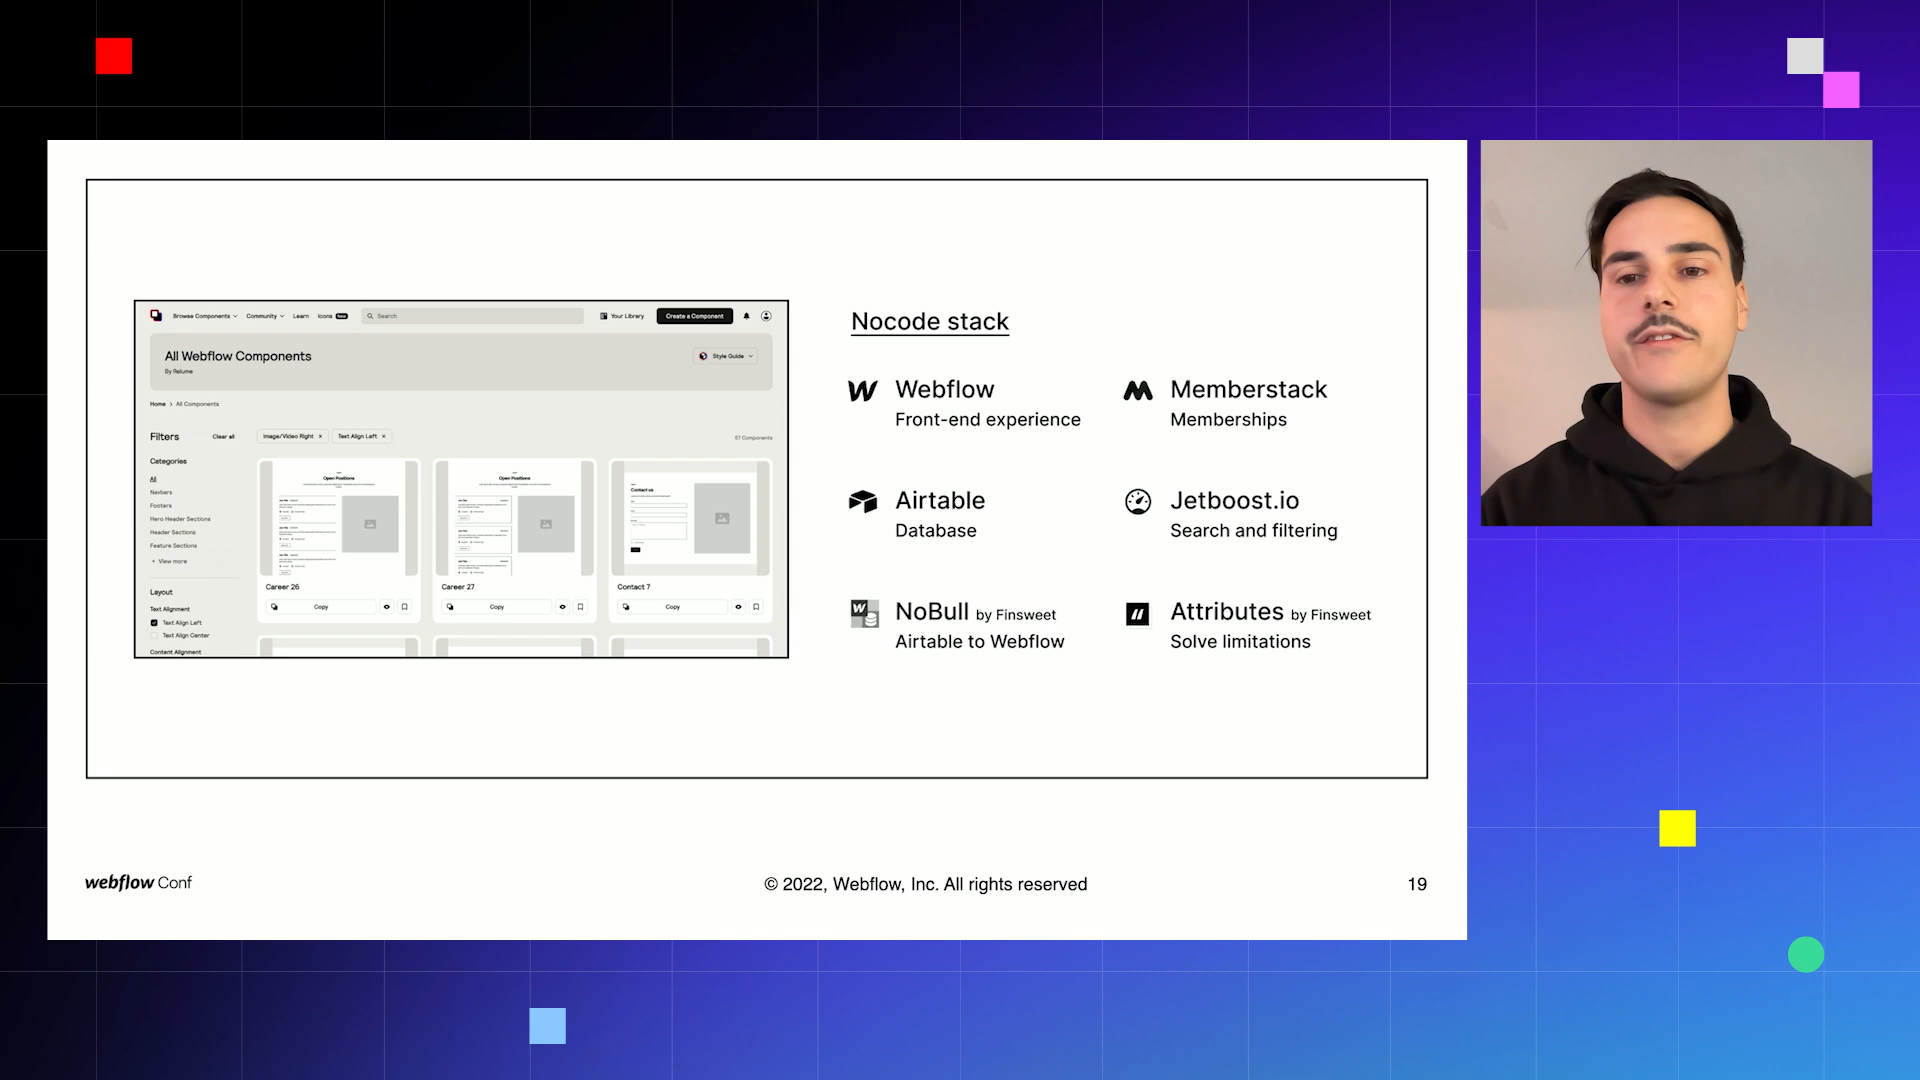 Browse Components
Community
Learn
Icons New
Search
Your Library
Create a Component
All Webflow Components
By Relume
Style Guide
Home > All Components
Filters
Clear all
Image/Video Right ×
Text Align Left ×
57 Components
Categories
All
Navbars
Footers
Hero Header Sections
Header Sections
Feature Sections
+ View more
Layout
Text Alignment
Text Align Left
Text Align Center
Content Alignment
Open Positions
Open Positions
Contact us
Career 26
Copy
Career 27
Copy
Contact 7
Copy
Nocode stack
Webflow
Front-end experience
Memberstack
Memberships
Airtable
Database
Jetboost.io
Search and filtering
NoBull by Finsweet
Airtable to Webflow
Attributes by Finsweet
Solve limitations
webflow Conf
© 2022, Webflow, Inc. All rights reserved
19